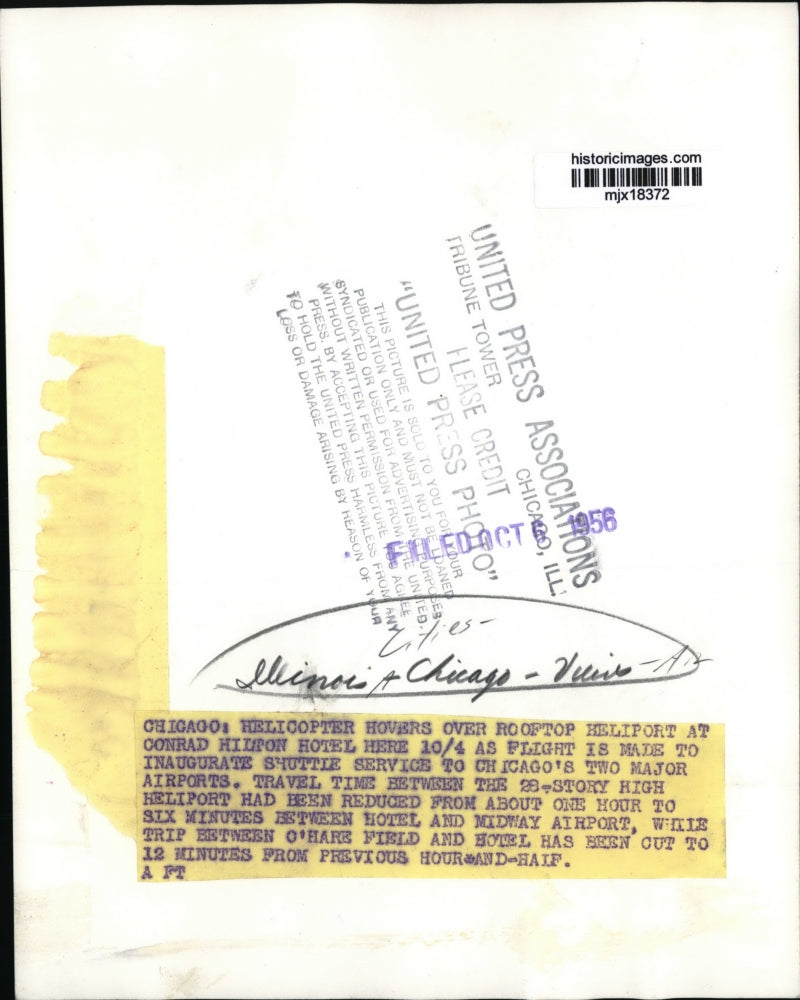 historicimages.com
mjx18372
UNITED PRESS ASSOCIATIONS
TRIBUNE TOWER CHICAGO, ILL.
PLEASE CREDIT
"UNITED PRESS PHOTO"
THIS PICTURE IS SOLD TO YOU FOR YOUR
PUBLICATION ONLY AND MUST NOT BE LOANED
SYNDICATED OR USED FOR ADVERTISING PURPOSES
WITHOUT WRITTEN PERMISSION FROM THE UNITED
PRESS. BY ACCEPTING THIS PICTURE YOU AGREE
TO HOLD THE UNITED PRESS HARMLESS FROM ANY
LOSS OR DAMAGE ARISING BY REASON OF YOUR
FILED OCT 1956
Cities-
Illinois Chicago - Views - Air
CHICAGO: HELICOPTER HOVERS OVER ROOFTOP HELIPORT AT
CONRAD HILTON HOTEL HERE 10/4 AS FLIGHT IS MADE TO
INAUGURATE SHUTTLE SERVICE TO CHICAGO'S TWO MAJOR
AIRPORTS. TRAVEL TIME BETWEEN THE 28-STORY HIGH
HELIPORT HAD BEEN REDUCED FROM ABOUT ONE HOUR TO
SIX MINUTES BETWEEN HOTEL AND MIDWAY AIRPORT, WHILE
TRIP BETWEEN O'HARE FIELD AND HOTEL HAS BEEN CUT TO
12 MINUTES FROM PREVIOUS HOUR-AND-HALF.
A FT